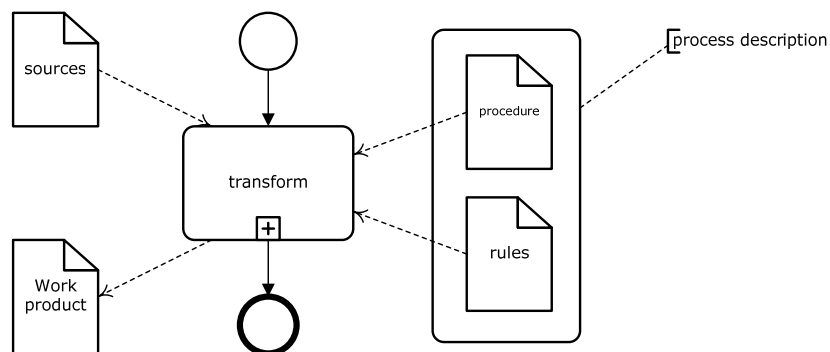 sources
process description
procedure
transform
rules
Work
product